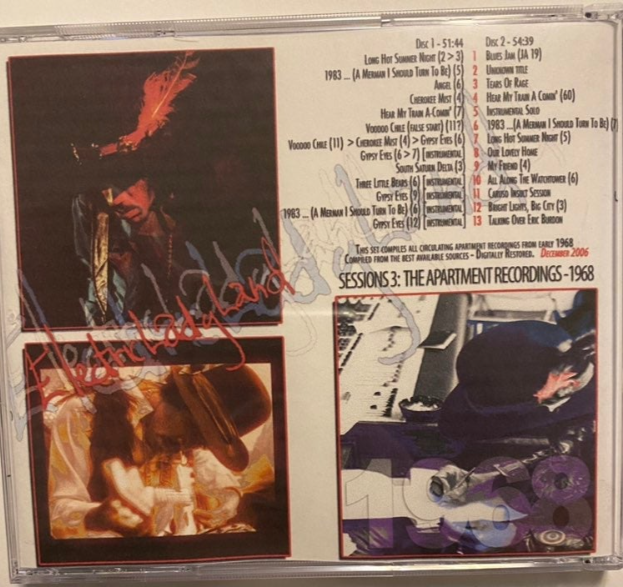 Disc 1 - 51:44
Long Hot Summer Night (2 > 3)
1983 ... (A Merman I Should Turn To Be) (5)
Angel (6)
Cherokee Mist (4)
Hear My Train A-Comin' (7)
Voodoo Chile (false start) (11?)
Voodoo Chile (11) > Cherokee Mist (4) > Gypsy Eyes (6)
Gypsy Eyes (6 > 7) [instrumental]
South Saturn Delta (3)
Three Little Bears (6) [instrumental]
Gypsy Eyes (9) [instrumental]
1983 ... (A Merman I Should Turn To Be) (6) [instrumental]
Gypsy Eyes (12) [instrumental]
Disc 2 - 54:39
1 Blues Jam (JA 19)
2 Unknown title
3 Tears Of Rage
4 Hear My Train A Comin' (60)
5 Instrumental Solo
6 1983 ...(A Merman I Should Turn To Be) (7)
7 Long Hot Summer Night (5)
8 Our Lovely Home
9 My Friend (4)
10 All Along The Watchtower (6)
11 Caruso Insult Session
12 Bright Lights, Big City (3)
13 Talking Over Eric Burdon
This set compiles all circulating apartment recordings from early 1968
Compiled from the best available sources - Digitally Restored. December 2006
SESSIONS 3: THE APARTMENT RECORDINGS - 1968
Electric LadyLand
1968